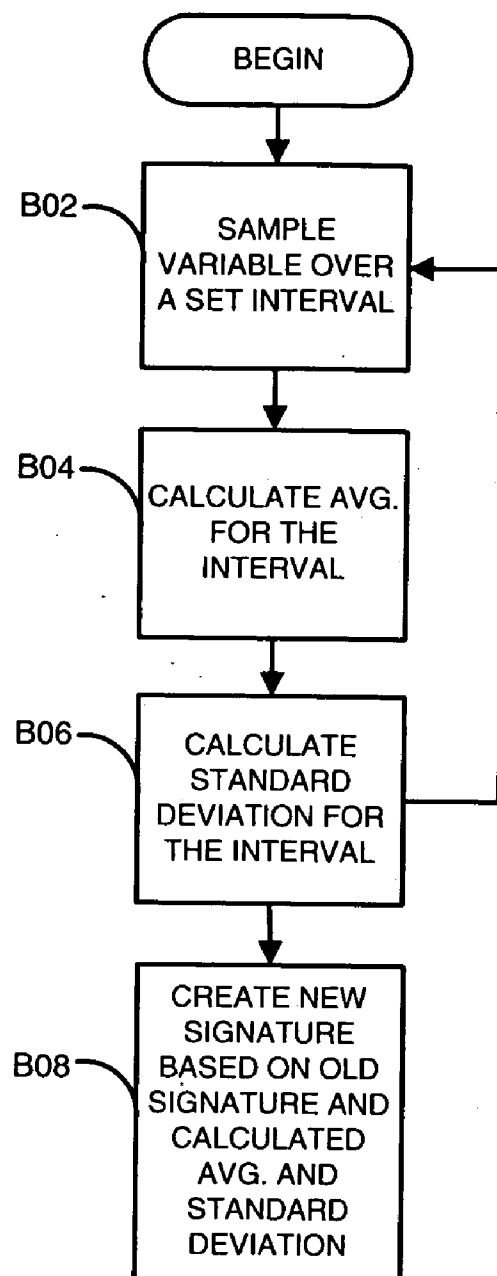 BEGIN
B02
SAMPLE
VARIABLE OVER
A SET INTERVAL
B04
CALCULATE AVG.
FOR THE
INTERVAL
B06
CALCULATE
STANDARD
DEVIATION FOR
THE INTERVAL
B08
CREATE NEW
SIGNATURE
BASED ON OLD
SIGNATURE AND
CALCULATED
AVG. AND
STANDARD
DEVIATION